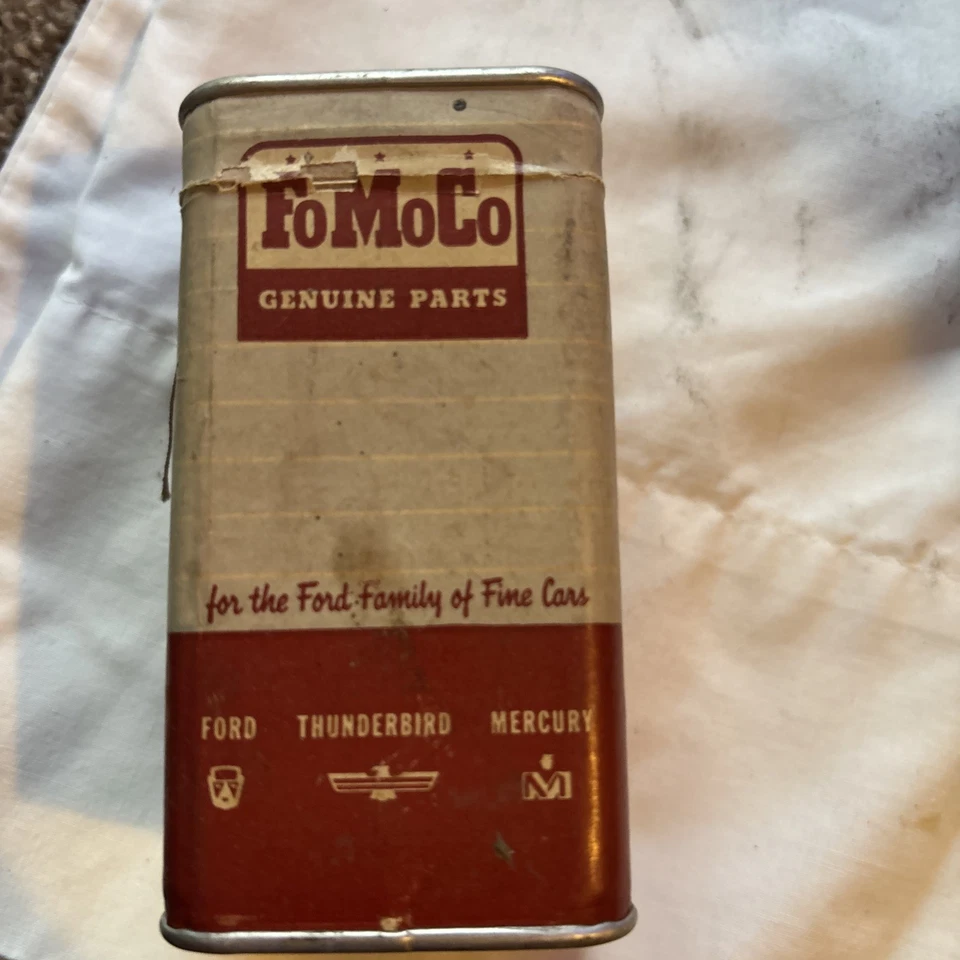 FoMoCo
GENUINE PARTS
for the Ford Family of Fine Cars
FORD THUNDERBIRD MERCURY
M